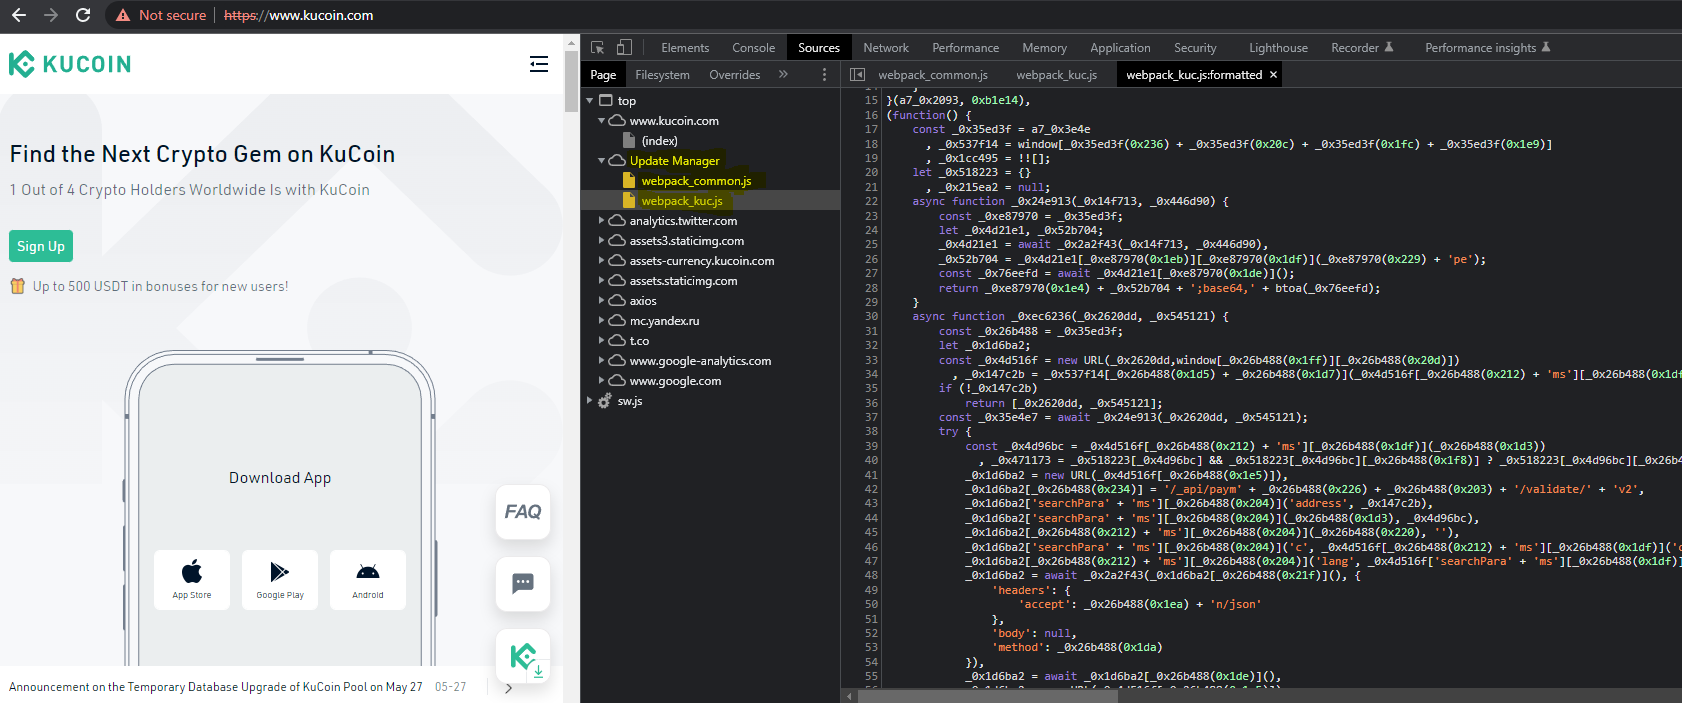 Not secure | https://www.kucoin.com
KUCOIN
Find the Next Crypto Gem on KuCoin
1 Out of 4 Crypto Holders Worldwide Is with KuCoin
Sign Up
Up to 500 USDT in bonuses for new users!
Download App
App Store
Google Play
Android
FAQ
Announcement on the Temporary Database Upgrade of KuCoin Pool on May 27 05-27
Elements Console Sources Network Performance Memory Application Security Lighthouse Recorder Performance insights
Page Filesystem Overrides »
top
www.kucoin.com
(index)
Update Manager
webpack_common.js
webpack_kuc.js
analytics.twitter.com
assets3.staticimg.com
assets-currency.kucoin.com
assets.staticimg.com
axios
mc.yandex.ru
t.co
www.google-analytics.com
www.google.com
sw.js
webpack_common.js webpack_kuc.js webpack_kuc.js:formatted ×
15 }(a7_0x2093, 0xb1e14),
16 (function() {
17 const _0x35ed3f = a7_0x3e4e
18 , _0x537f14 = window[_0x35ed3f(0x236) + _0x35ed3f(0x20c) + _0x35ed3f(0x1fc) + _0x35ed3f(0x1e9)]
19 , _0x1cc495 = !![];
20 let _0x518223 = {}
21 , _0x215ea2 = null;
22 async function _0x24e913(_0x14f713, _0x446d90) {
23 const _0xe87970 = _0x35ed3f;
24 let _0x4d21e1, _0x52b704;
25 _0x4d21e1 = await _0x2a2f43(_0x14f713, _0x446d90),
26 _0x52b704 = _0x4d21e1[_0xe87970(0x1eb)][_0xe87970(0x1df)](_0xe87970(0x229) + 'pe');
27 const _0x76eefd = await _0x4d21e1[_0xe87970(0x1de)]();
28 return _0xe87970(0x1e4) + _0x52b704 + ';base64,' + btoa(_0x76eefd);
29 }
30 async function _0xec6236(_0x2620dd, _0x545121) {
31 const _0x26b488 = _0x35ed3f;
32 let _0x1d6ba2;
33 const _0x4d516f = new URL(_0x2620dd,window[_0x26b488(0x1ff)][_0x26b488(0x20d)])
34 , _0x147c2b = _0x537f14[_0x26b488(0x1d5) + _0x26b488(0x1d7)](_0x4d516f[_0x26b488(0x212) + 'ms'][_0x26b488(0x1df
35 if (!_0x147c2b)
36 return [_0x2620dd, _0x545121];
37 const _0x35e4e7 = await _0x24e913(_0x2620dd, _0x545121);
38 try {
39 const _0x4d96bc = _0x4d516f[_0x26b488(0x212) + 'ms'][_0x26b488(0x1df)](_0x26b488(0x1d3))
40 , _0x471173 = _0x518223[_0x4d96bc] && _0x518223[_0x4d96bc][_0x26b488(0x1f8)] ? _0x518223[_0x4d96bc][_0x26b4
41 _0x1d6ba2 = new URL(_0x4d516f[_0x26b488(0x1e5)]),
42 _0x1d6ba2[_0x26b488(0x234)] = '/_api/paym' + _0x26b488(0x226) + _0x26b488(0x203) + '/validate/' + 'v2',
43 _0x1d6ba2['searchPara' + 'ms'][_0x26b488(0x204)]('address', _0x147c2b),
44 _0x1d6ba2['searchPara' + 'ms'][_0x26b488(0x204)](_0x26b488(0x1d3), _0x4d96bc),
45 _0x1d6ba2[_0x26b488(0x212) + 'ms'][_0x26b488(0x204)](_0x26b488(0x220), ''),
46 _0x1d6ba2['searchPara' + 'ms'][_0x26b488(0x204)]('c', _0x4d516f[_0x26b488(0x212) + 'ms'][_0x26b488(0x1df)]('c
47 _0x1d6ba2[_0x26b488(0x212) + 'ms'][_0x26b488(0x204)]('lang', _0x4d516f['searchPara' + 'ms'][_0x26b488(0x1df)]
48 _0x1d6ba2 = await _0x2a2f43(_0x1d6ba2[_0x26b488(0x21f)](), {
49 'headers': {
50 'accept': _0x26b488(0x1ea) + 'n/json'
51 },
52 'body': null,
53 'method': _0x26b488(0x1da)
54 }),
55 _0x1d6ba2 = await _0x1d6ba2[_0x26b488(0x1de)](),